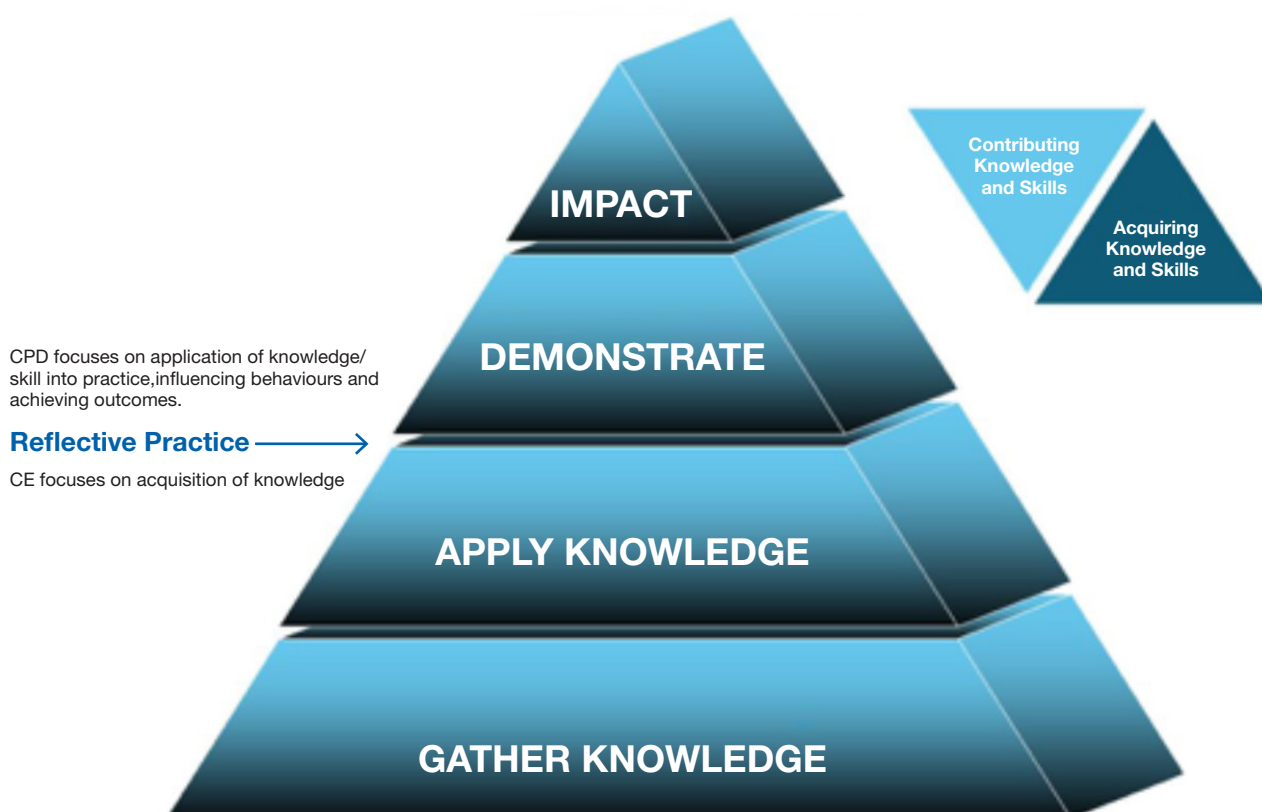 IMPACT
Contributing
Knowledge
and Skills
Acquiring
Knowledge
and Skills
DEMONSTRATE
CPD focuses on application of knowledge/
skill into practice,influencing behaviours and
achieving outcomes.
Reflective Practice
CE focuses on acquisition of knowledge
APPLY KNOWLEDGE
GATHER KNOWLEDGE